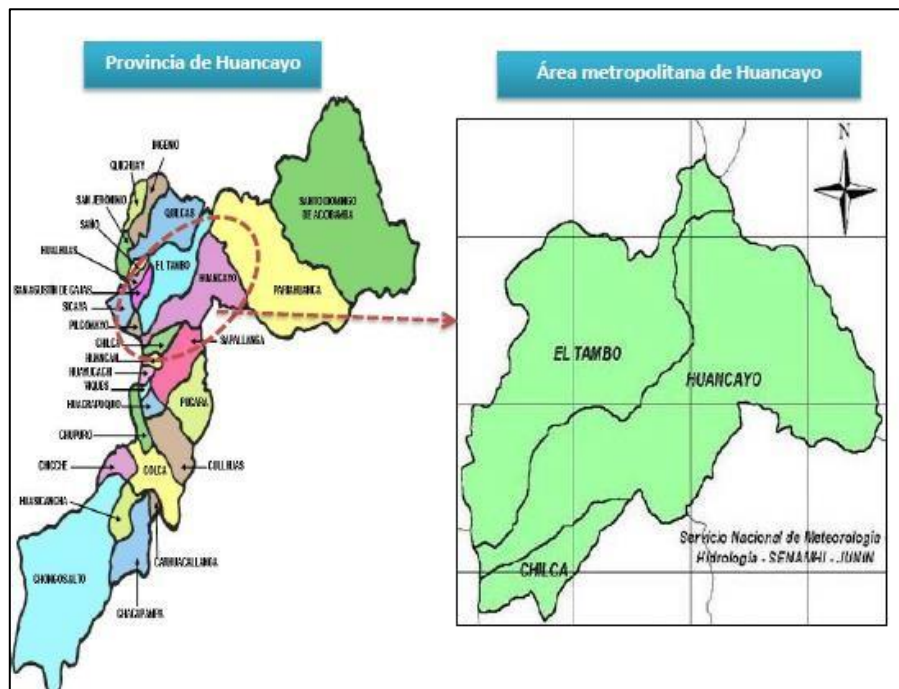 Provincia de Huancayo
Área metropolitana de Huancayo
INGENIO
QUICHUAY
SAN JERONIMO
SAÑO
HUALHUAS
SAN AGUSTIN DE CAJAS
SICAYA
PILCOMAYO
CHILCA
HUANCAN
HUAYUCACHI
VIQUES
HUACRAPUQUIO
CHUPURO
CHICCHE
HUASICANCHA
CHONGOSALTO
QUILCAS
EL TAMBO
HUANCAYO
SANTO DOMINGO
DE ACOBAMBA
PARIAHUANCA
SAPALLANGA
PUCARA
CULLHUAS
COLCA
CARHUACALLANGA
CHACAPAMPA
N
EL TAMBO
HUANCAYO
CHILCA
Servicio Nacional de Meteorologia
Hidrologia - SENAMHI - JUNIN